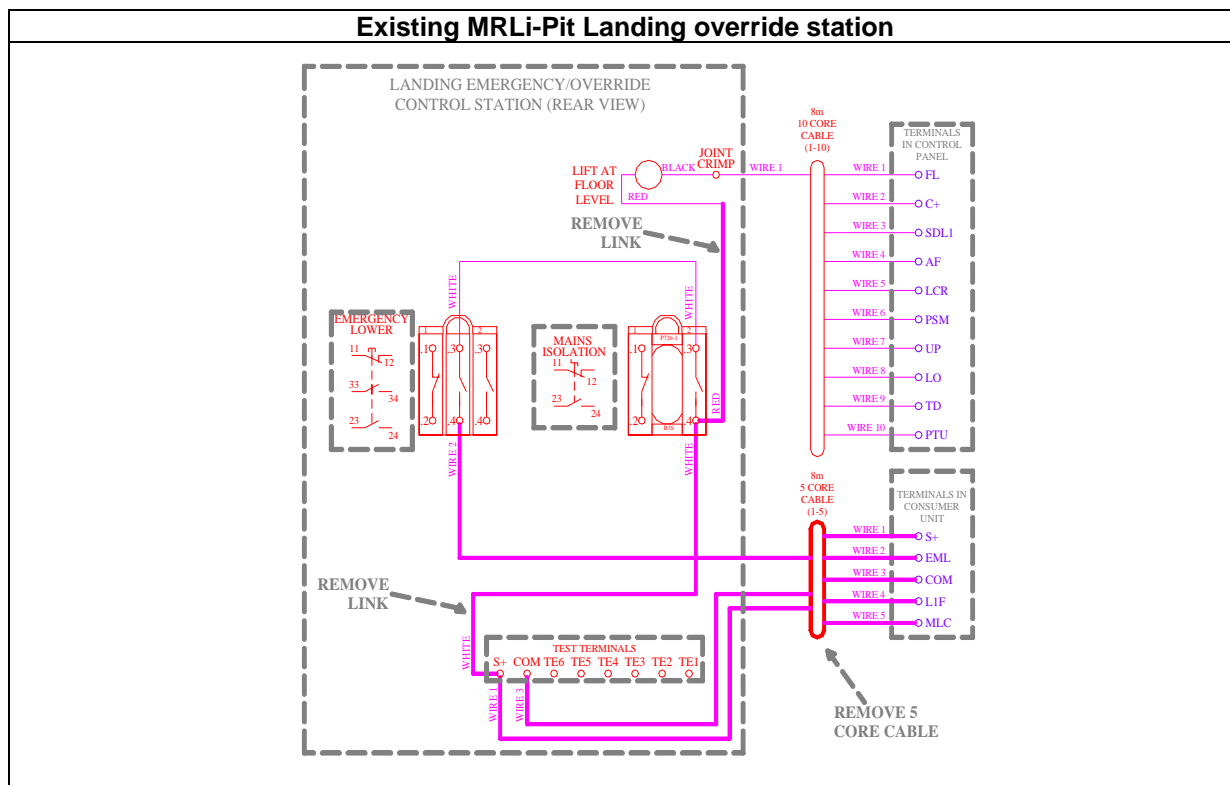 Existing MRLi-Pit Landing override station
LANDING EMERGENCY/OVERRIDE
CONTROL STATION (REAR VIEW)
8m
10 CORE
CABLE
(1-10)
TERMINALS
IN CONTROL
PANEL
LIFT AT
FLOOR
LEVEL
BLACK
RED
JOINT
CRIMP
WIRE 1
WIRE 1
FL
WIRE 2
C+
WIRE 3
SDL1
WIRE 4
AF
WIRE 5
LCR
WIRE 6
PSM
WIRE 7
UP
WIRE 8
LO
WIRE 9
TD
WIRE 10
PTU
REMOVE
LINK
WHITE
WHITE
EMERGENCY
LOWER
11
12
33
34
23
24
1
2
.1
.3
.3
.2
.4
.4
MAINS
ISOLATION
11
12
23
24
1
2
P726-1
.1
.3
.2
.4
RED
WIRE 2
WHITE
8m
5 CORE
CABLE
(1-5)
TERMINALS IN
CONSUMER
UNIT
WIRE 1
S+
WIRE 2
EML
WIRE 3
COM
WIRE 4
L1F
WIRE 5
MLC
REMOVE
LINK
WHITE
TEST TERMINALS
S+ COM TE6 TE5 TE4 TE3 TE2 TE1
WIRE 1
WIRE 3
REMOVE 5
CORE CABLE